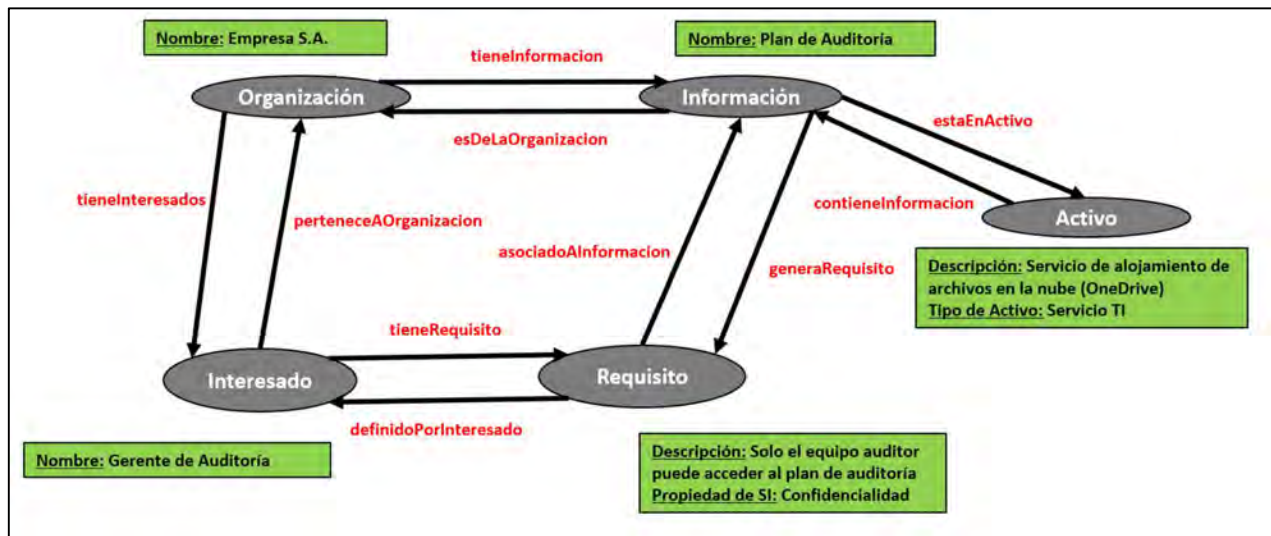 Nombre: Empresa S.A.
Nombre: Plan de Auditoría
tieneInformacion
Organización
Información
esDeLaOrganizacion
estaEnActivo
tieneInteresados
perteneceAOrganizacion
contieneInformacion
Activo
asociadoAInformacion
generaRequisito
Descripción: Servicio de alojamiento de
archivos en la nube (OneDrive)
Tipo de Activo: Servicio TI
tieneRequisito
Interesado
Requisito
definidoPorInteresado
Nombre: Gerente de Auditoría
Descripción: Solo el equipo auditor
puede acceder al plan de auditoría
Propiedad de SI: Confidencialidad